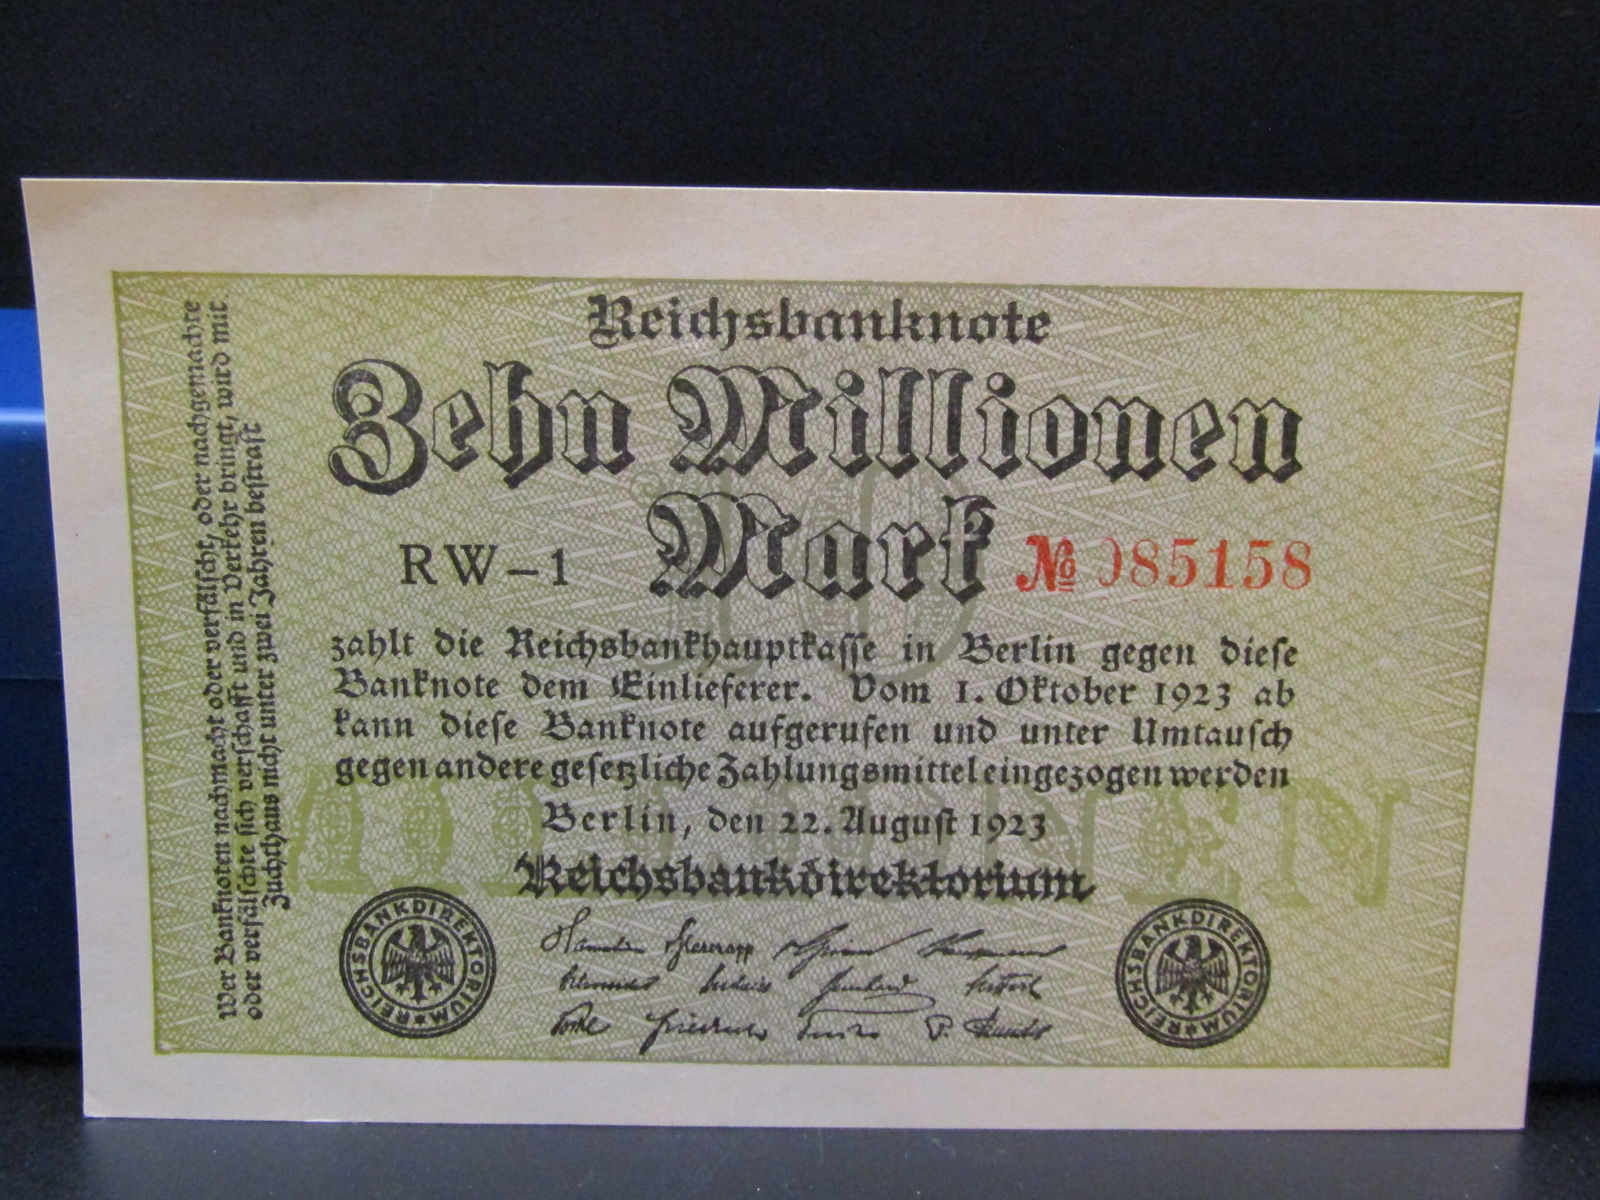 Reichsbanknote
Zehn Millionen
Mark
RW-1
№ 085158
zahlt die Reichsbankhauptkasse in Berlin gegen diese
Banknote dem Einlieferer. Vom 1. Oktober 1923 ab
kann diese Banknote aufgerufen und unter Umtausch
gegen andere gesetzliche Zahlungsmittel eingezogen werden
Berlin, den 22. August 1923
Reichsbankdirektorium
REICHSBANKDIREKTORIUM
REICHSBANKDIREKTORIUM
Wer Banknoten nachmacht oder verfälscht, oder nachgemachte
oder verfälschte sich verschafft und in Verkehr bringt, wird mit
Zuchthaus nicht unter zwei Jahren bestraft
10
MILLIONEN